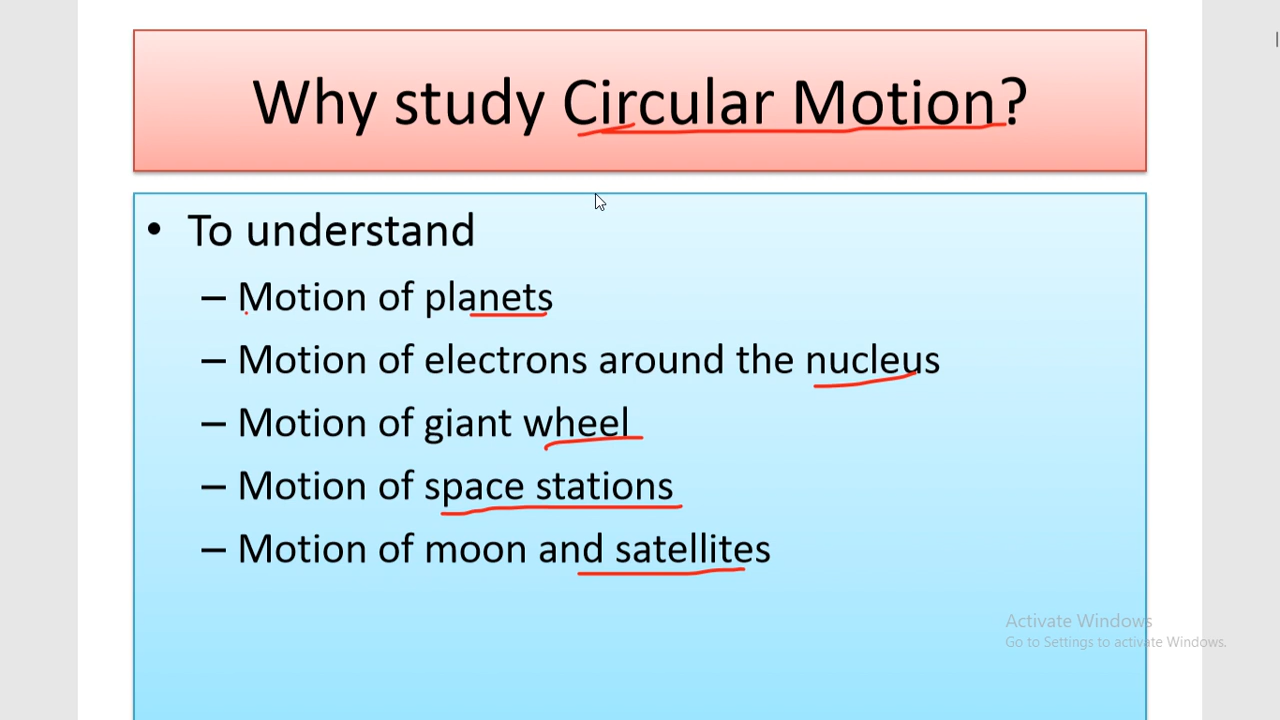 Why study Circular Motion?
• To understand
– Motion of planets
– Motion of electrons around the nucleus
– Motion of giant wheel
– Motion of space stations
– Motion of moon and satellites
Activate Windows
Go to Settings to activate Windows.